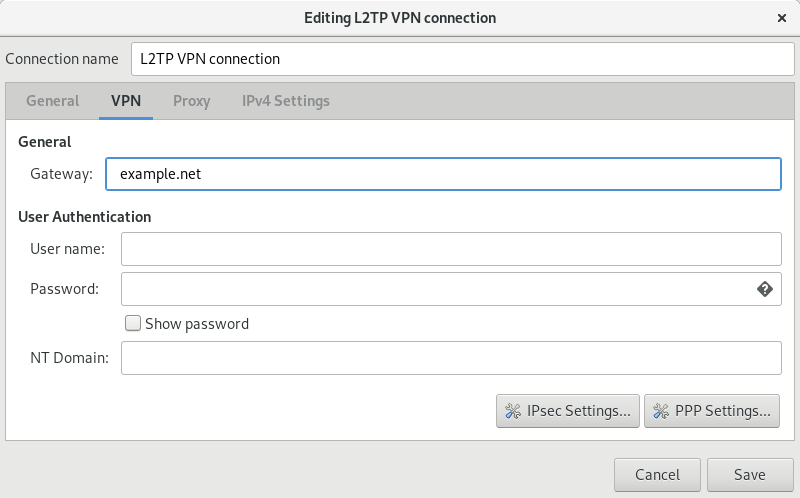 Editing L2TP VPN connection
Connection name L2TP VPN connection
General VPN Proxy IPv4 Settings
General
Gateway: example.net
User Authentication
User name:
Password:
Show password
NT Domain:
IPsec Settings... PPP Settings...
Cancel Save